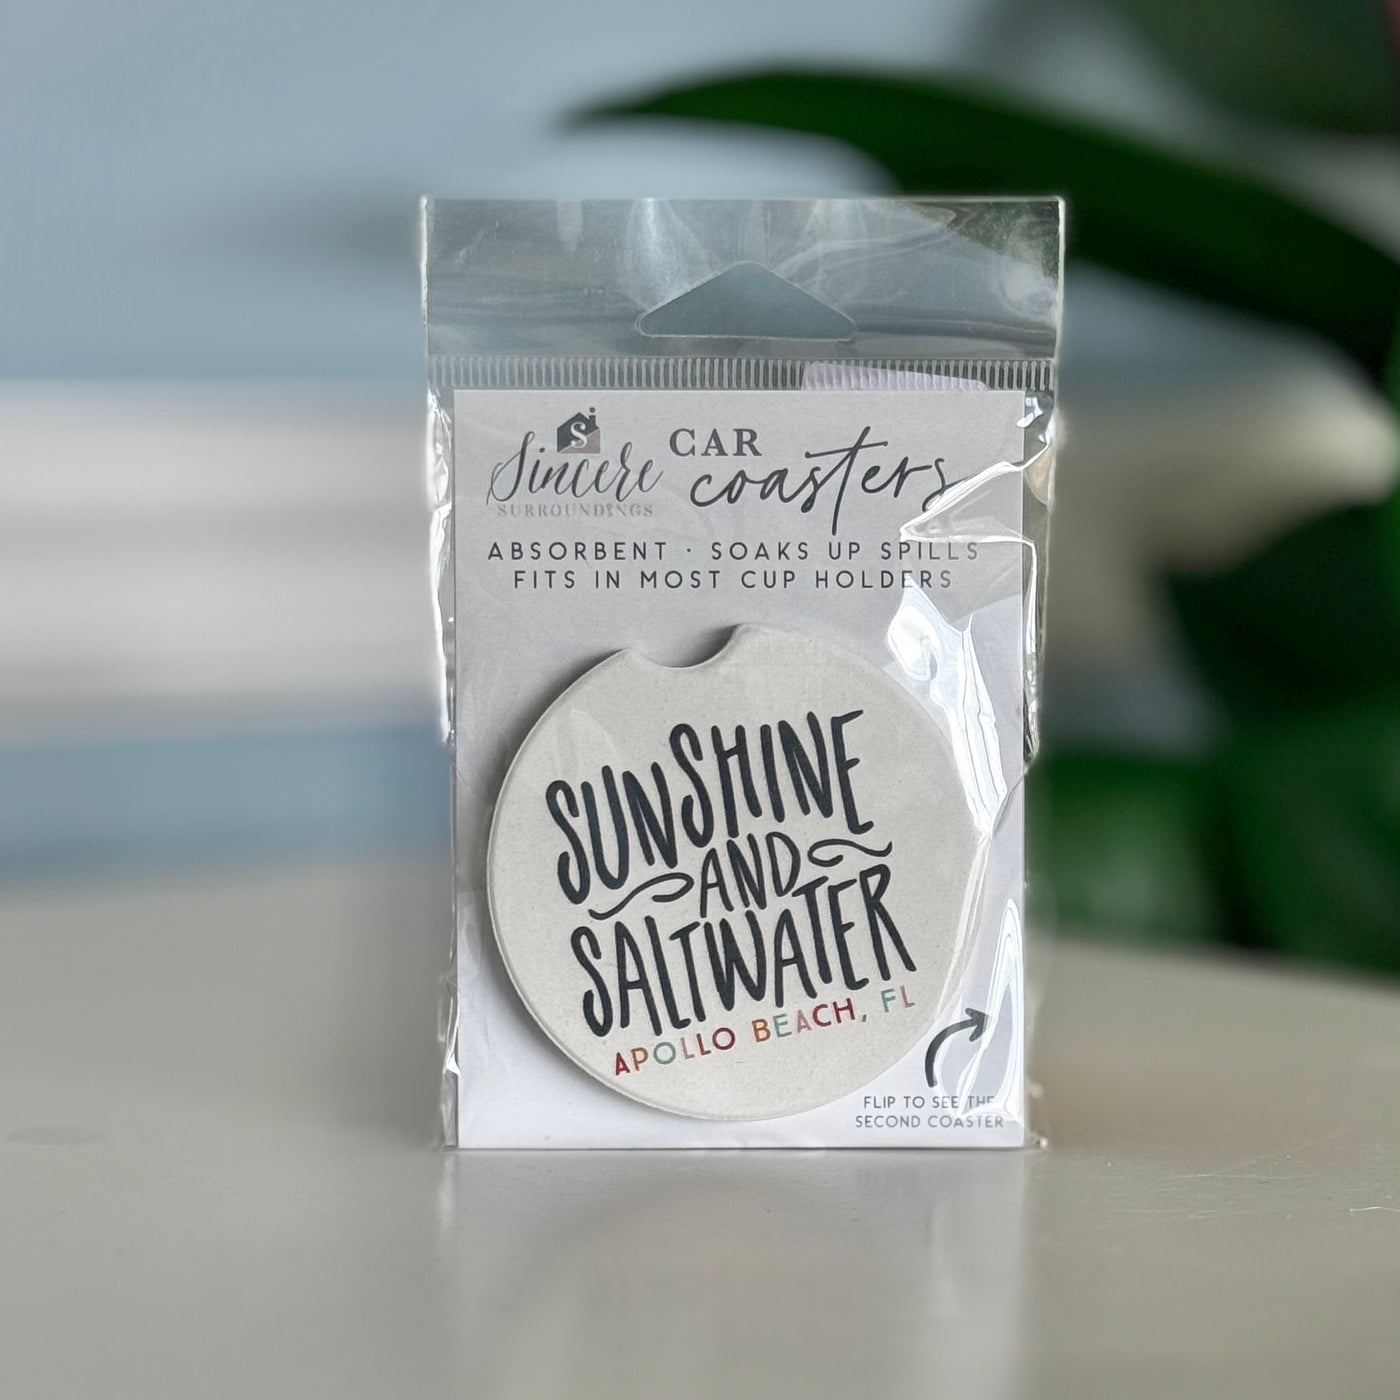 S
Sincere
SURROUNDINGS
CAR
coasters
ABSORBENT · SOAKS UP SPILLS
FITS IN MOST CUP HOLDERS
SUNSHINE
AND
SALTWATER
APOLLO BEACH, FL
FLIP TO SEE THE
SECOND COASTER